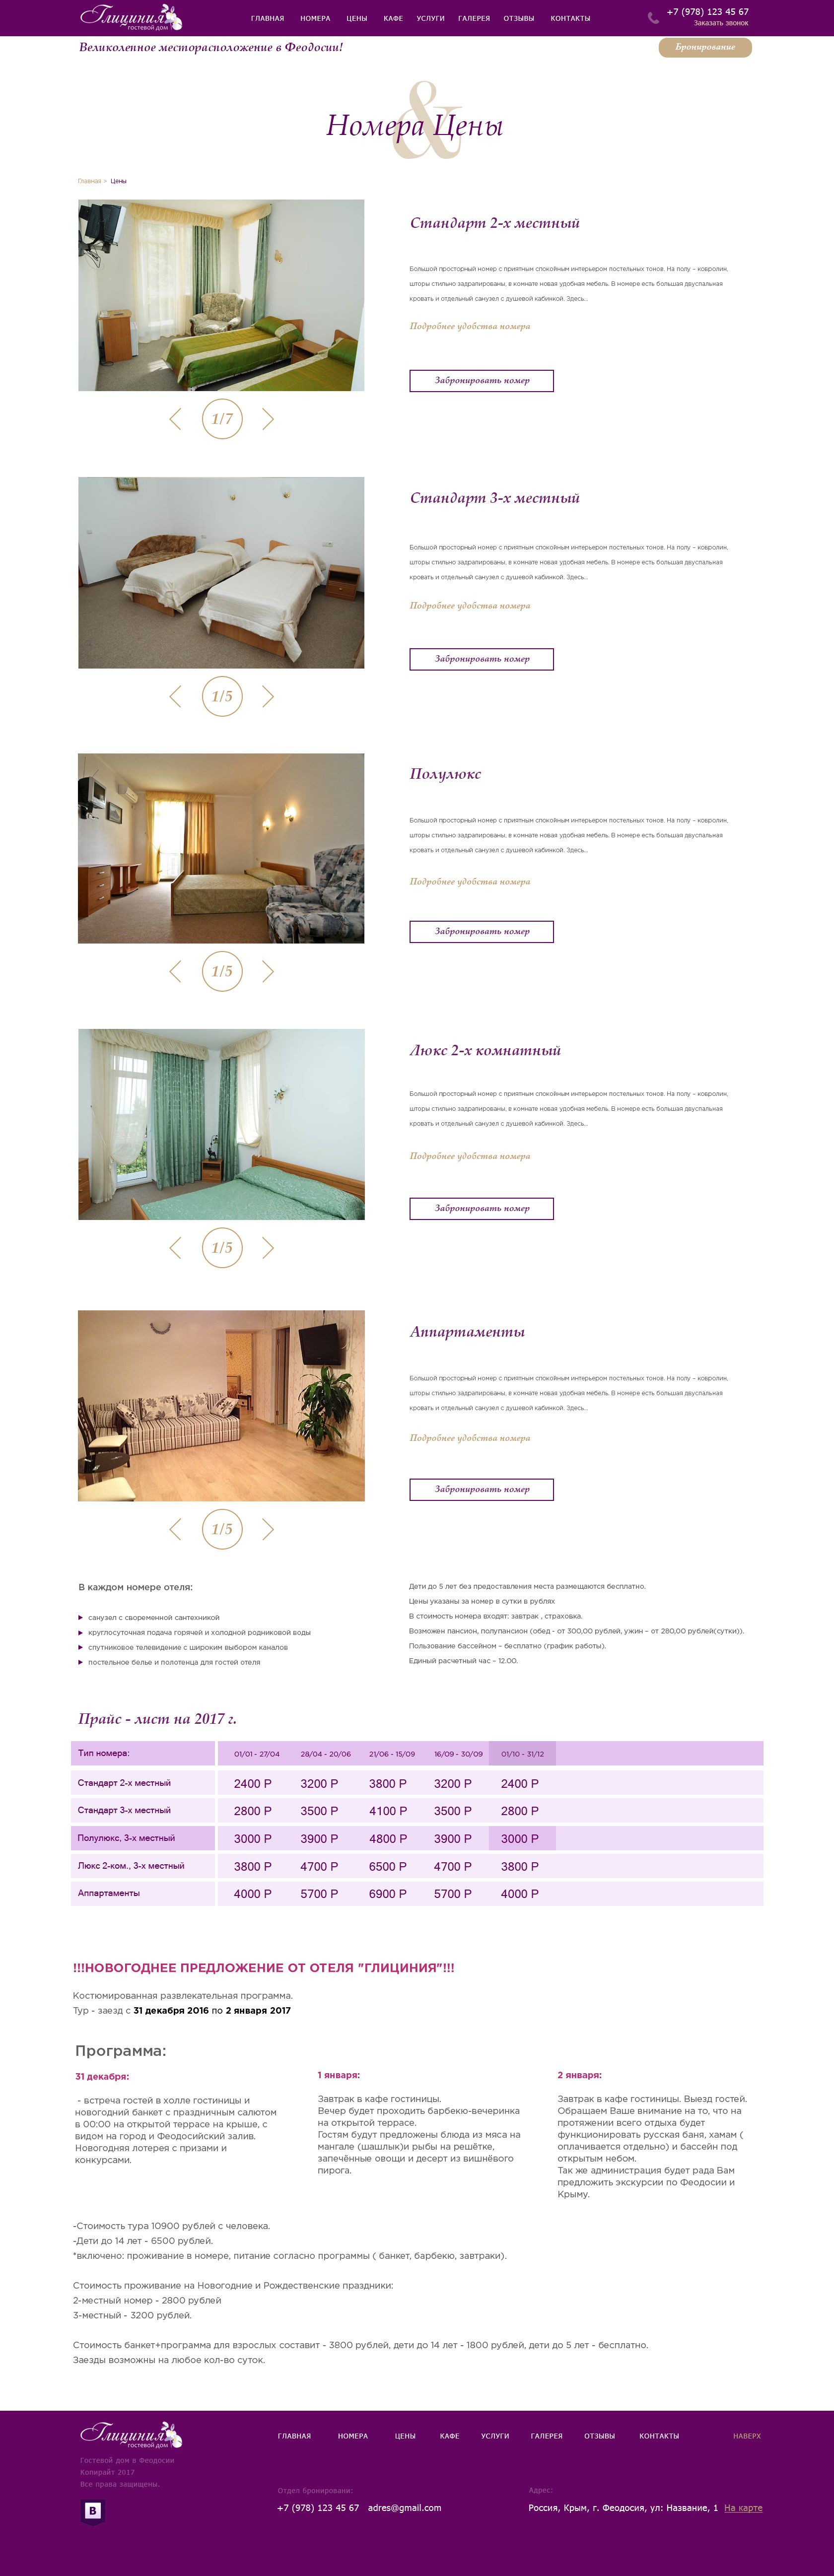 Глициния
гостевой дом
ГЛАВНАЯ НОМЕРА ЦЕНЫ КАФЕ УСЛУГИ ГАЛЕРЕЯ ОТЗЫВЫ КОНТАКТЫ
+7 (978) 123 45 67
Заказать звонок
Великолепное месторасположение в Феодосии!
Бронирование
Номера & Цены
Главная > Цены
Стандарт 2-х местный
Большой просторный номер с приятным спокойным интерьером постельных тонов. На полу – ковролин,
шторы стильно задрапированы, в комнате новая удобная мебель. В номере есть большая двуспальная
кровать и отдельный санузел с душевой кабинкой. Здесь...
Подробнее удобства номера
Забронировать номер
1/7
Стандарт 3-х местный
Большой просторный номер с приятным спокойным интерьером постельных тонов. На полу – ковролин,
шторы стильно задрапированы, в комнате новая удобная мебель. В номере есть большая двуспальная
кровать и отдельный санузел с душевой кабинкой. Здесь...
Подробнее удобства номера
Забронировать номер
1/5
Полулюкс
Большой просторный номер с приятным спокойным интерьером постельных тонов. На полу – ковролин,
шторы стильно задрапированы, в комнате новая удобная мебель. В номере есть большая двуспальная
кровать и отдельный санузел с душевой кабинкой. Здесь...
Подробнее удобства номера
Забронировать номер
1/5
Люкс 2-х комнатный
Большой просторный номер с приятным спокойным интерьером постельных тонов. На полу – ковролин,
шторы стильно задрапированы, в комнате новая удобная мебель. В номере есть большая двуспальная
кровать и отдельный санузел с душевой кабинкой. Здесь...
Подробнее удобства номера
Забронировать номер
1/5
Аппартаменты
Большой просторный номер с приятным спокойным интерьером постельных тонов. На полу – ковролин,
шторы стильно задрапированы, в комнате новая удобная мебель. В номере есть большая двуспальная
кровать и отдельный санузел с душевой кабинкой. Здесь...
Подробнее удобства номера
Забронировать номер
1/5
В каждом номере отеля:
санузел с своременной сантехникой
круглосуточная подача горячей и холодной родниковой воды
спутниковое телевидение с широким выбором каналов
постельное белье и полотенца для гостей отеля
Дети до 5 лет без предоставления места размещаются бесплатно.
Цены указаны за номер в сутки в рублях
В стоимость номера входят: завтрак , страховка.
Возможен пансион, полупансион (обед - от 300,00 рублей, ужин – от 280,00 рублей(сутки)).
Пользование бассейном – бесплатно (график работы).
Единый расчетный час – 12.00.
Прайс - лист на 2017 г.
Тип номера: 01/01 - 27/04 28/04 - 20/06 21/06 - 15/09 16/09 - 30/09 01/10 - 31/12
Стандарт 2-х местный 2400 Р 3200 Р 3800 Р 3200 Р 2400 Р
Стандарт 3-х местный 2800 Р 3500 Р 4100 Р 3500 Р 2800 Р
Полулюкс, 3-х местный 3000 Р 3900 Р 4800 Р 3900 Р 3000 Р
Люкс 2-ком., 3-х местный 3800 Р 4700 Р 6500 Р 4700 Р 3800 Р
Аппартаменты 4000 Р 5700 Р 6900 Р 5700 Р 4000 Р
!!!НОВОГОДНЕЕ ПРЕДЛОЖЕНИЕ ОТ ОТЕЛЯ "ГЛИЦИНИЯ"!!!
Костюмированная развлекательная программа.
Тур - заезд с 31 декабря 2016 по 2 января 2017
Программа:
31 декабря:
- встреча гостей в холле гостиницы и
новогодний банкет с праздничным салютом
в 00:00 на открытой террасе на крыше, с
видом на город и Феодосийский залив.
Новогодняя лотерея с призами и
конкурсами.
1 января:
Завтрак в кафе гостиницы.
Вечер будет проходить барбекю-вечеринка
на открытой террасе.
Гостям будут предложены блюда из мяса на
мангале (шашлык)и рыбы на решётке,
запечённые овощи и десерт из вишнёвого
пирога.
2 января:
Завтрак в кафе гостиницы. Выезд гостей.
Обращаем Ваше внимание на то, что на
протяжении всего отдыха будет
функционировать русская баня, хамам (
оплачивается отдельно) и бассейн под
открытым небом.
Так же администрация будет рада Вам
предложить экскурсии по Феодосии и
Крыму.
-Стоимость тура 10900 рублей с человека.
-Дети до 14 лет - 6500 рублей.
*включено: проживание в номере, питание согласно программы ( банкет, барбекю, завтраки).
Стоимость проживание на Новогодние и Рождественские праздники:
2-местный номер - 2800 рублей
3-местный - 3200 рублей.
Стоимость банкет+программа для взрослых составит - 3800 рублей, дети до 14 лет - 1800 рублей, дети до 5 лет - бесплатно.
Заезды возможны на любое кол-во суток.
Глициния
гостевой дом
ГЛАВНАЯ НОМЕРА ЦЕНЫ КАФЕ УСЛУГИ ГАЛЕРЕЯ ОТЗЫВЫ КОНТАКТЫ НАВЕРХ
Гостевой дом в Феодосии
Копирайт 2017
Все права защищены.
B
Отдел бронировани:
+7 (978) 123 45 67 adres@gmail.com
Адрес:
Россия, Крым, г. Феодосия, ул: Название, 1 На карте